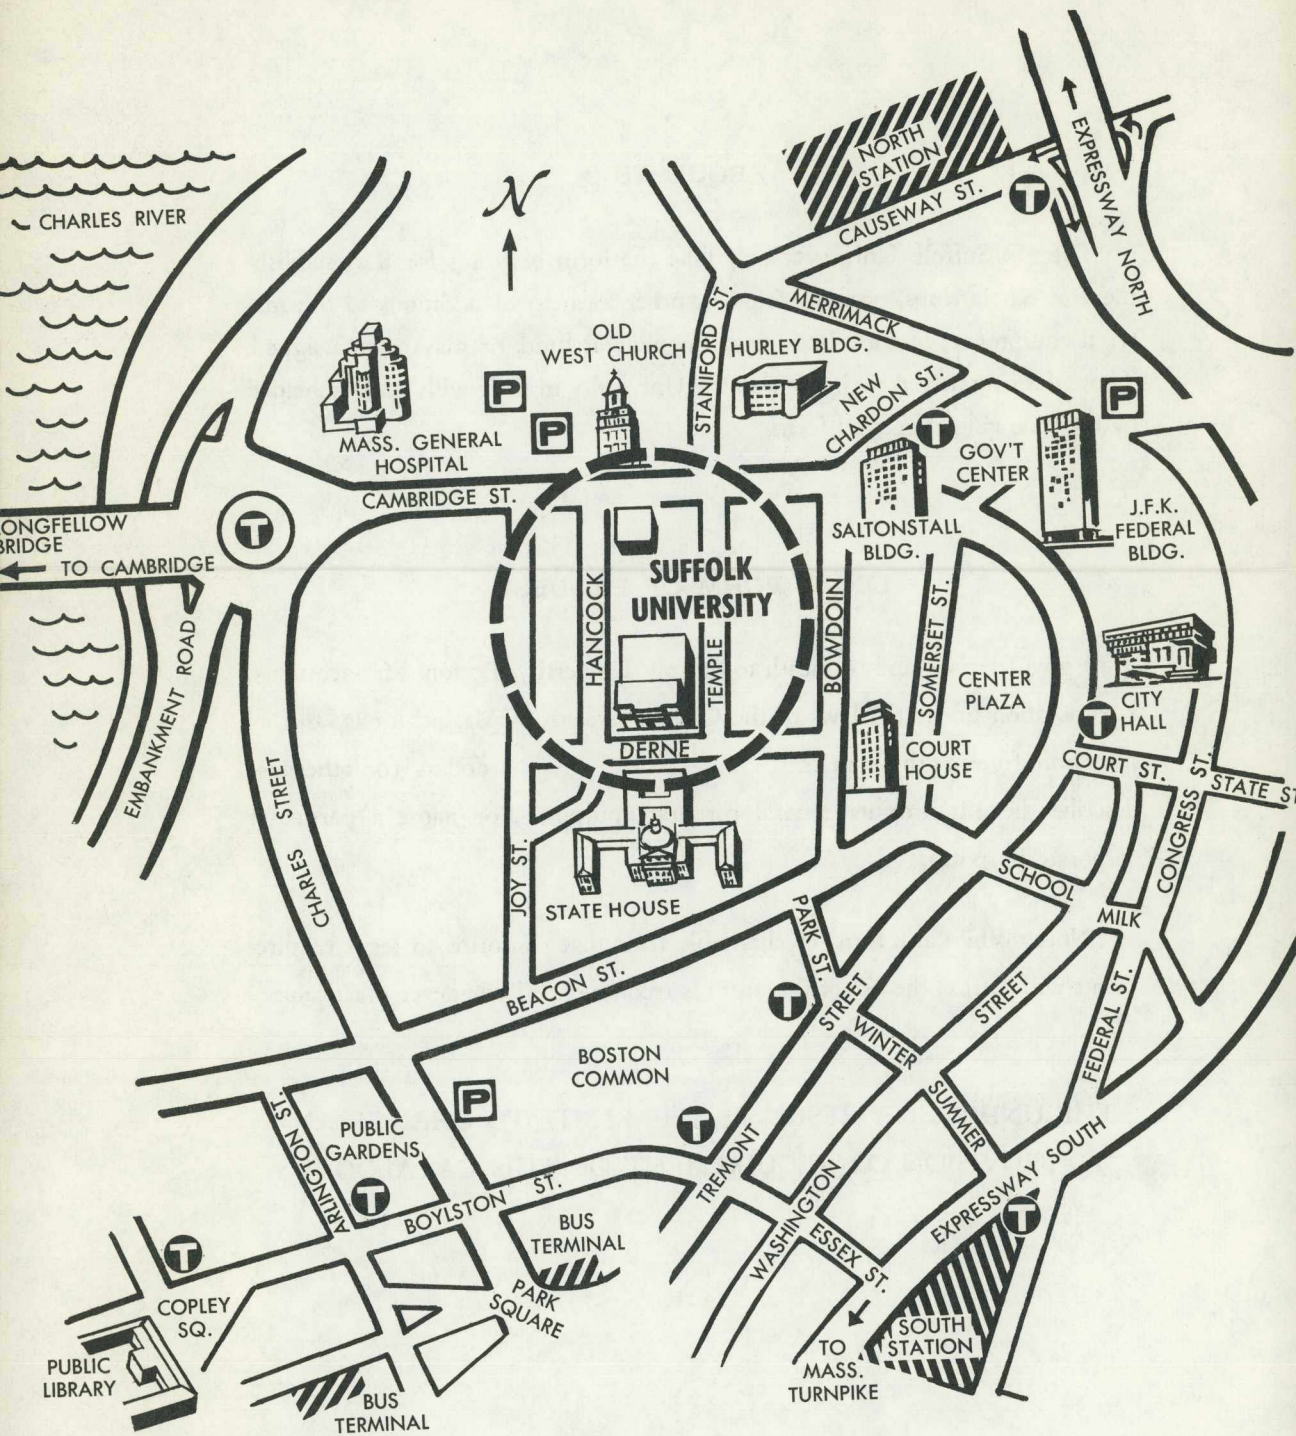 NORTH
STATION
CAUSEWAY ST.
EXPRESSWAY NORTH
T
CHARLES RIVER
N
MERRIMACK
OLD
WEST CHURCH
STANIFORD ST.
HURLEY BLDG.
NEW
CHARDON ST.
P
P
P
T
MASS. GENERAL
HOSPITAL
GOV'T
CENTER
CAMBRIDGE ST.
LONGFELLOW
BRIDGE
TO CAMBRIDGE
T
SALTONSTALL
BLDG.
J.F.K.
FEDERAL
BLDG.
SUFFOLK
UNIVERSITY
HANCOCK
TEMPLE
BOWDOIN
SOMERSET ST.
EMBANKMENT ROAD
CENTER
PLAZA
CITY
HALL
T
DERNE
COURT
HOUSE
COURT ST.
STATE ST
CONGRESS ST.
CHARLES STREET
JOY ST.
STATE HOUSE
SCHOOL
MILK
PARK ST.
BEACON ST.
T
STREET
WINTER
STREET
FEDERAL ST.
BOSTON
COMMON
P
SUMMER
ARLINGTON ST.
PUBLIC
GARDENS
T
T
TREMONT
EXPRESSWAY SOUTH
BOYLSTON ST.
WASHINGTON
ESSEX ST.
T
T
BUS
TERMINAL
PARK
SQUARE
COPLEY
SQ.
SOUTH
STATION
TO
MASS.
TURNPIKE
PUBLIC
LIBRARY
BUS
TERMINAL